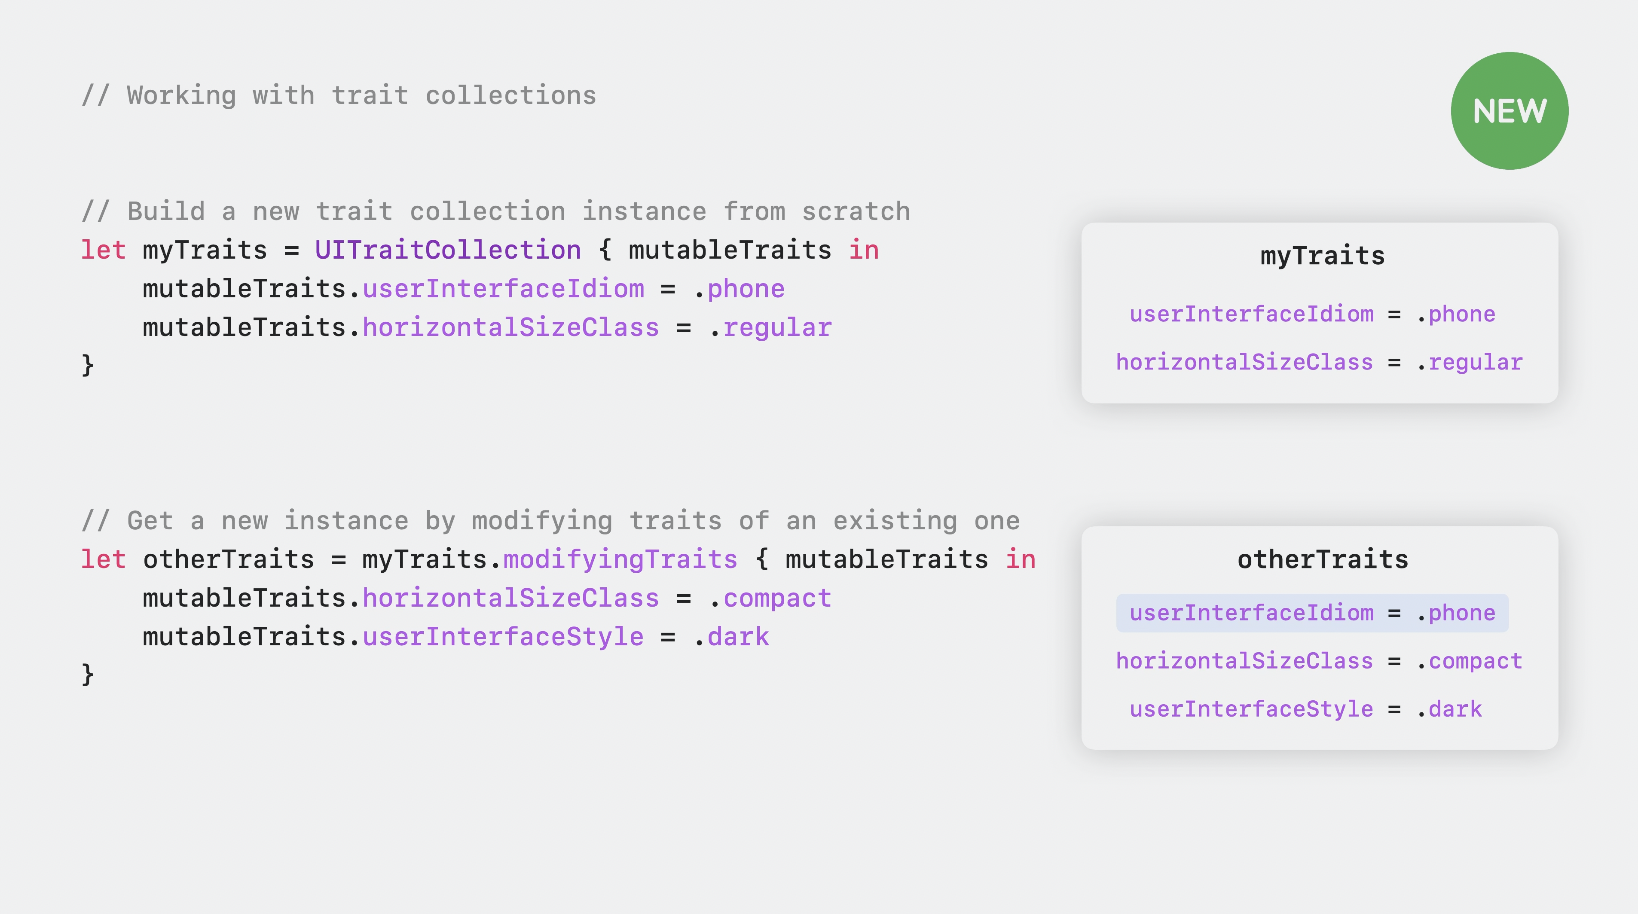 // Working with trait collections
NEW
// Build a new trait collection instance from scratch
let myTraits = UITraitCollection { mutableTraits in
    mutableTraits.userInterfaceIdiom = .phone
    mutableTraits.horizontalSizeClass = .regular
}
myTraits
userInterfaceIdiom = .phone
horizontalSizeClass = .regular
// Get a new instance by modifying traits of an existing one
let otherTraits = myTraits.modifyingTraits { mutableTraits in
    mutableTraits.horizontalSizeClass = .compact
    mutableTraits.userInterfaceStyle = .dark
}
otherTraits
userInterfaceIdiom = .phone
horizontalSizeClass = .compact
userInterfaceStyle = .dark